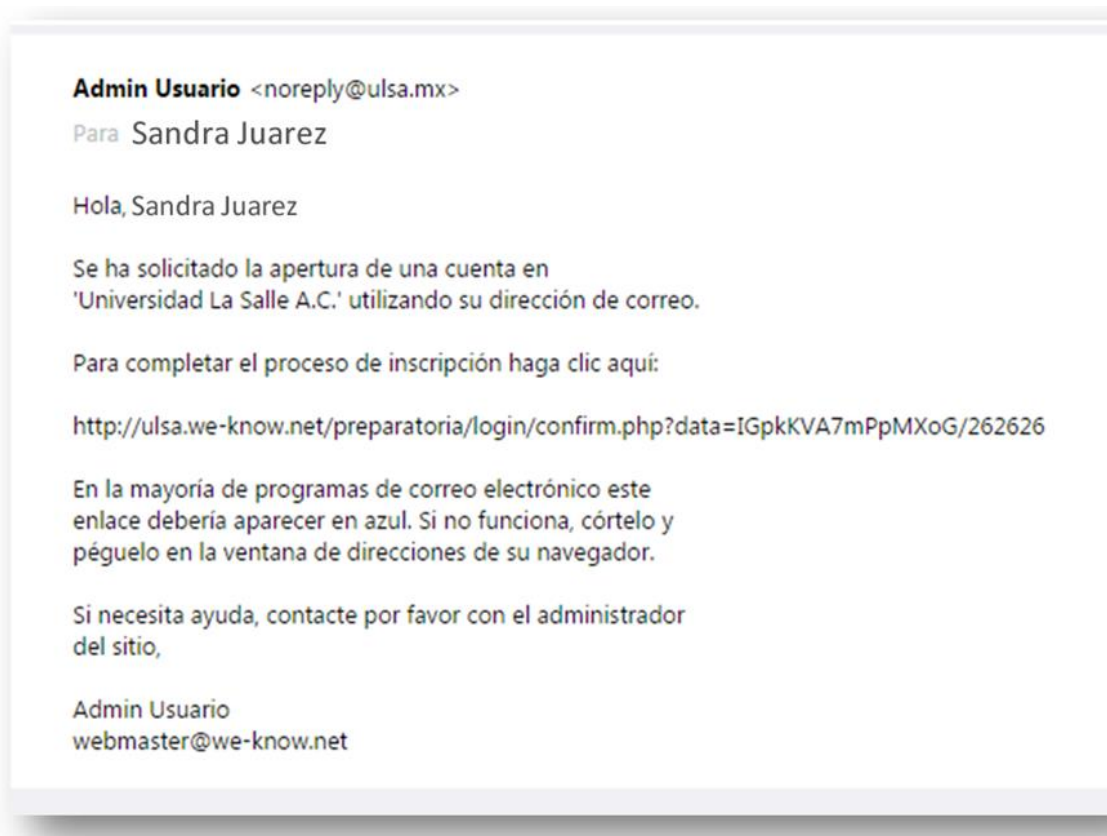 Admin Usuario <noreply@ulsa.mx>
Para Sandra Juarez
Hola, Sandra Juarez
Se ha solicitado la apertura de una cuenta en
'Universidad La Salle A.C.' utilizando su dirección de correo.
Para completar el proceso de inscripción haga clic aquí:
http://ulsa.we-know.net/preparatoria/login/confirm.php?data=IGpkKVA7mPpMXoG/262626
En la mayoría de programas de correo electrónico este
enlace debería aparecer en azul. Si no funciona, córtelo y
péguelo en la ventana de direcciones de su navegador.
Si necesita ayuda, contacte por favor con el administrador
del sitio,
Admin Usuario
webmaster@we-know.net